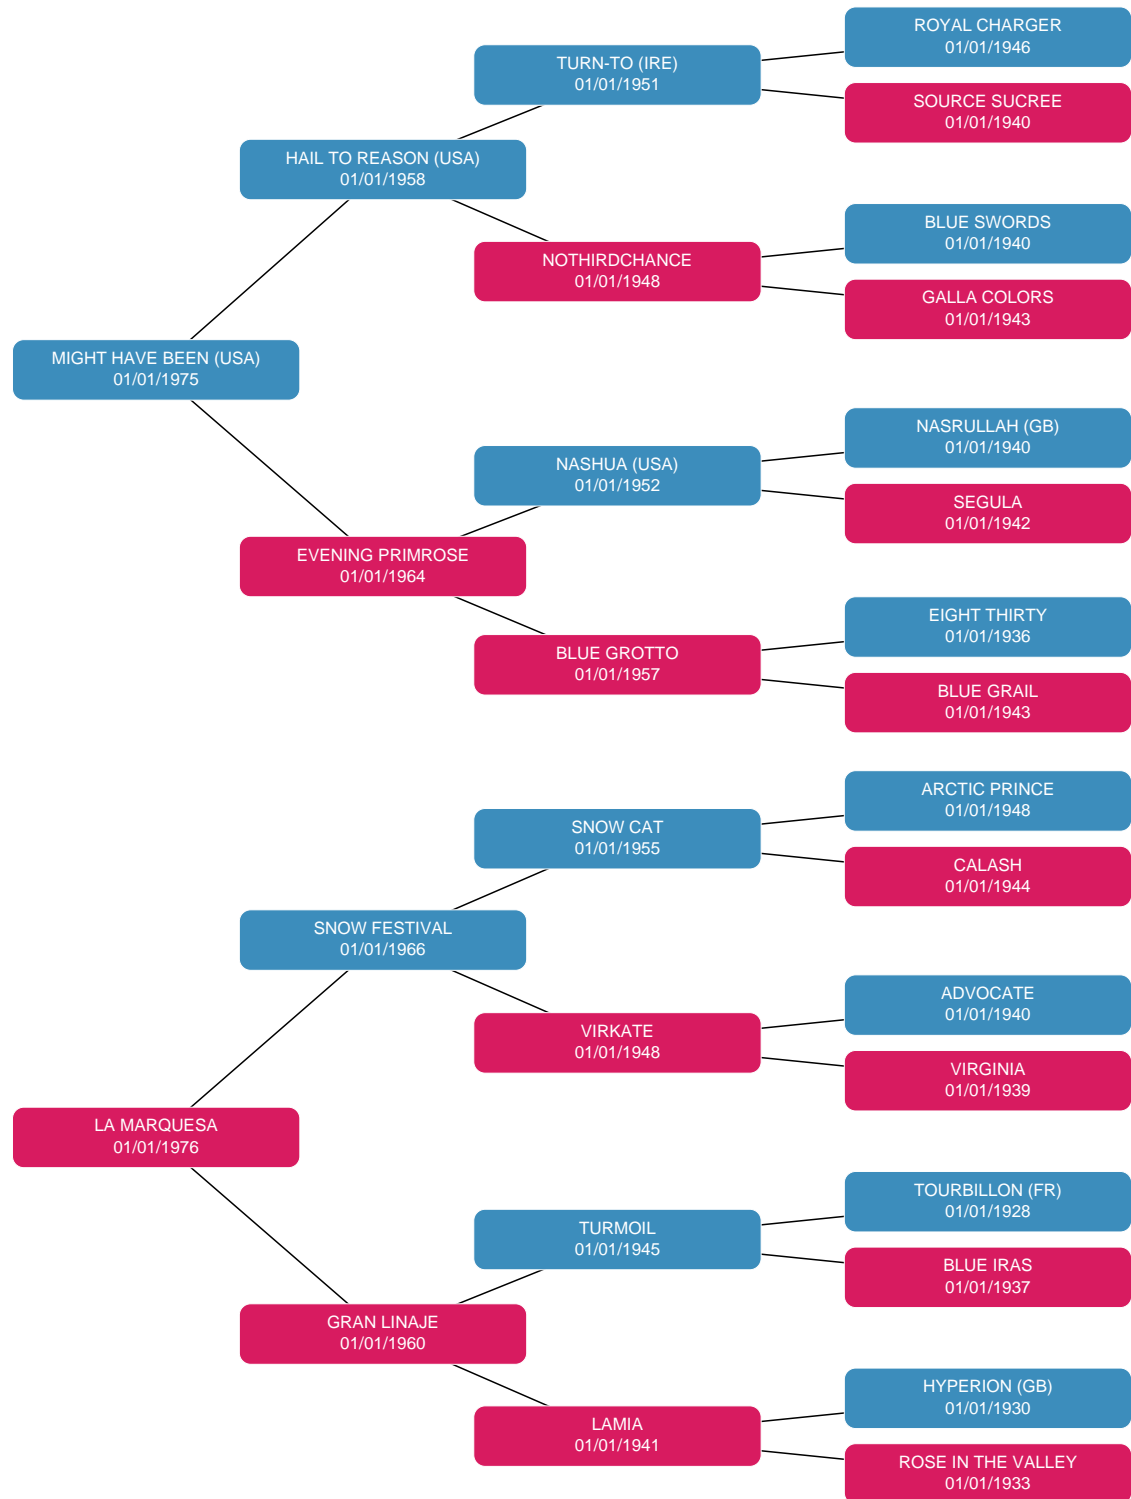 ROYAL CHARGER
01/01/1946
TURN-TO (IRE)
01/01/1951
SOURCE SUCREE
01/01/1940
HAIL TO REASON (USA)
01/01/1958
BLUE SWORDS
01/01/1940
NOTHIRDCHANCE
01/01/1948
GALLA COLORS
01/01/1943
MIGHT HAVE BEEN (USA)
01/01/1975
NASRULLAH (GB)
01/01/1940
NASHUA (USA)
01/01/1952
SEGULA
01/01/1942
EVENING PRIMROSE
01/01/1964
EIGHT THIRTY
01/01/1936
BLUE GROTTO
01/01/1957
BLUE GRAIL
01/01/1943
ARCTIC PRINCE
01/01/1948
SNOW CAT
01/01/1955
CALASH
01/01/1944
SNOW FESTIVAL
01/01/1966
ADVOCATE
01/01/1940
VIRKATE
01/01/1948
VIRGINIA
01/01/1939
LA MARQUESA
01/01/1976
TOURBILLON (FR)
01/01/1928
TURMOIL
01/01/1945
BLUE IRAS
01/01/1937
GRAN LINAJE
01/01/1960
HYPERION (GB)
01/01/1930
LAMIA
01/01/1941
ROSE IN THE VALLEY
01/01/1933